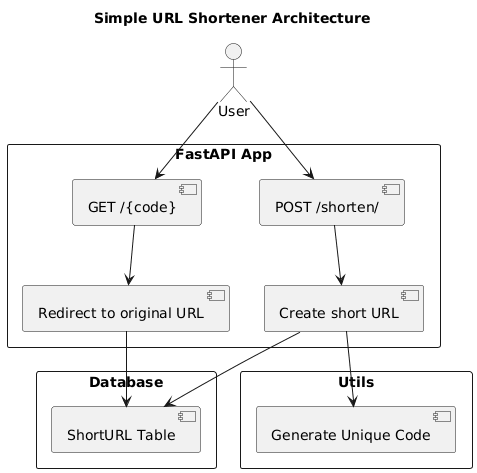 Simple URL Shortener Architecture
User
FastAPI App
GET /{code}
POST /shorten/
Redirect to original URL
Create short URL
Database
Utils
ShortURL Table
Generate Unique Code